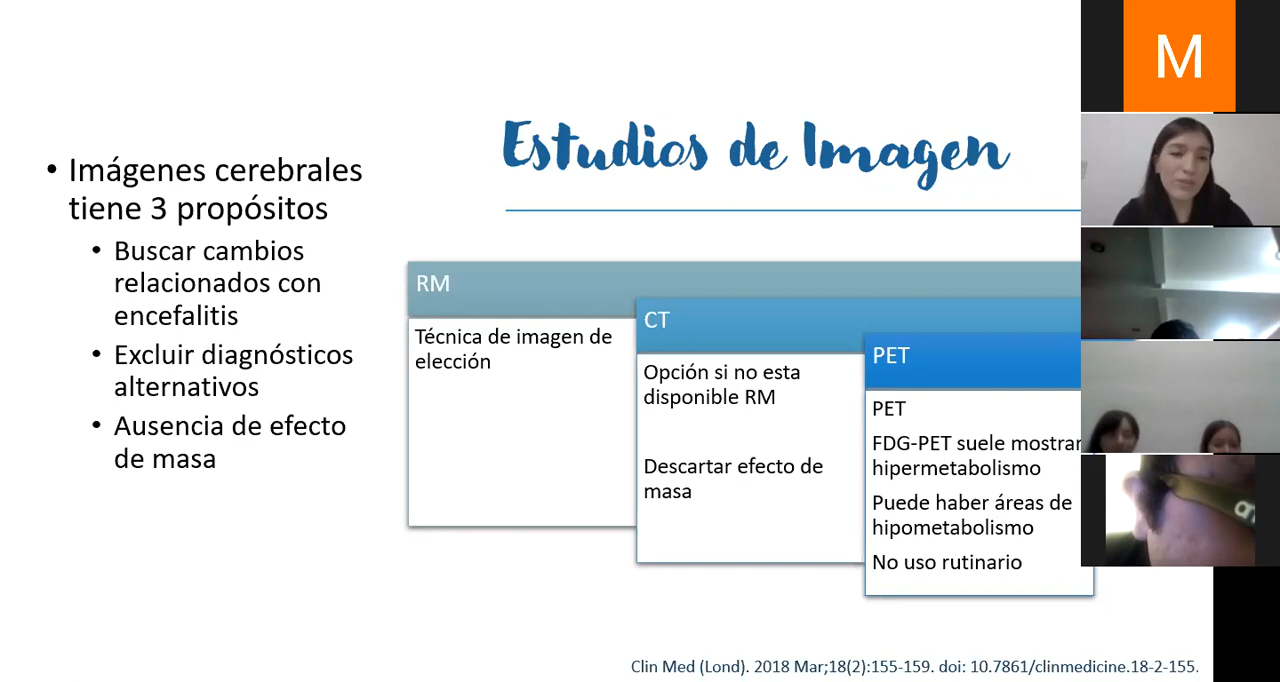 Estudios de Imagen
• Imágenes cerebrales
tiene 3 propósitos
• Buscar cambios
relacionados con
encefalitis
• Excluir diagnósticos
alternativos
• Ausencia de efecto
de masa
RM
Técnica de imagen de
elección
CT
Opción si no esta
disponible RM
Descartar efecto de
masa
PET
PET
FDG-PET suele mostrar
hipermetabolismo
Puede haber áreas de
hipometabolismo
No uso rutinario
Clin Med (Lond). 2018 Mar;18(2):155-159. doi: 10.7861/clinmedicine.18-2-155.
M